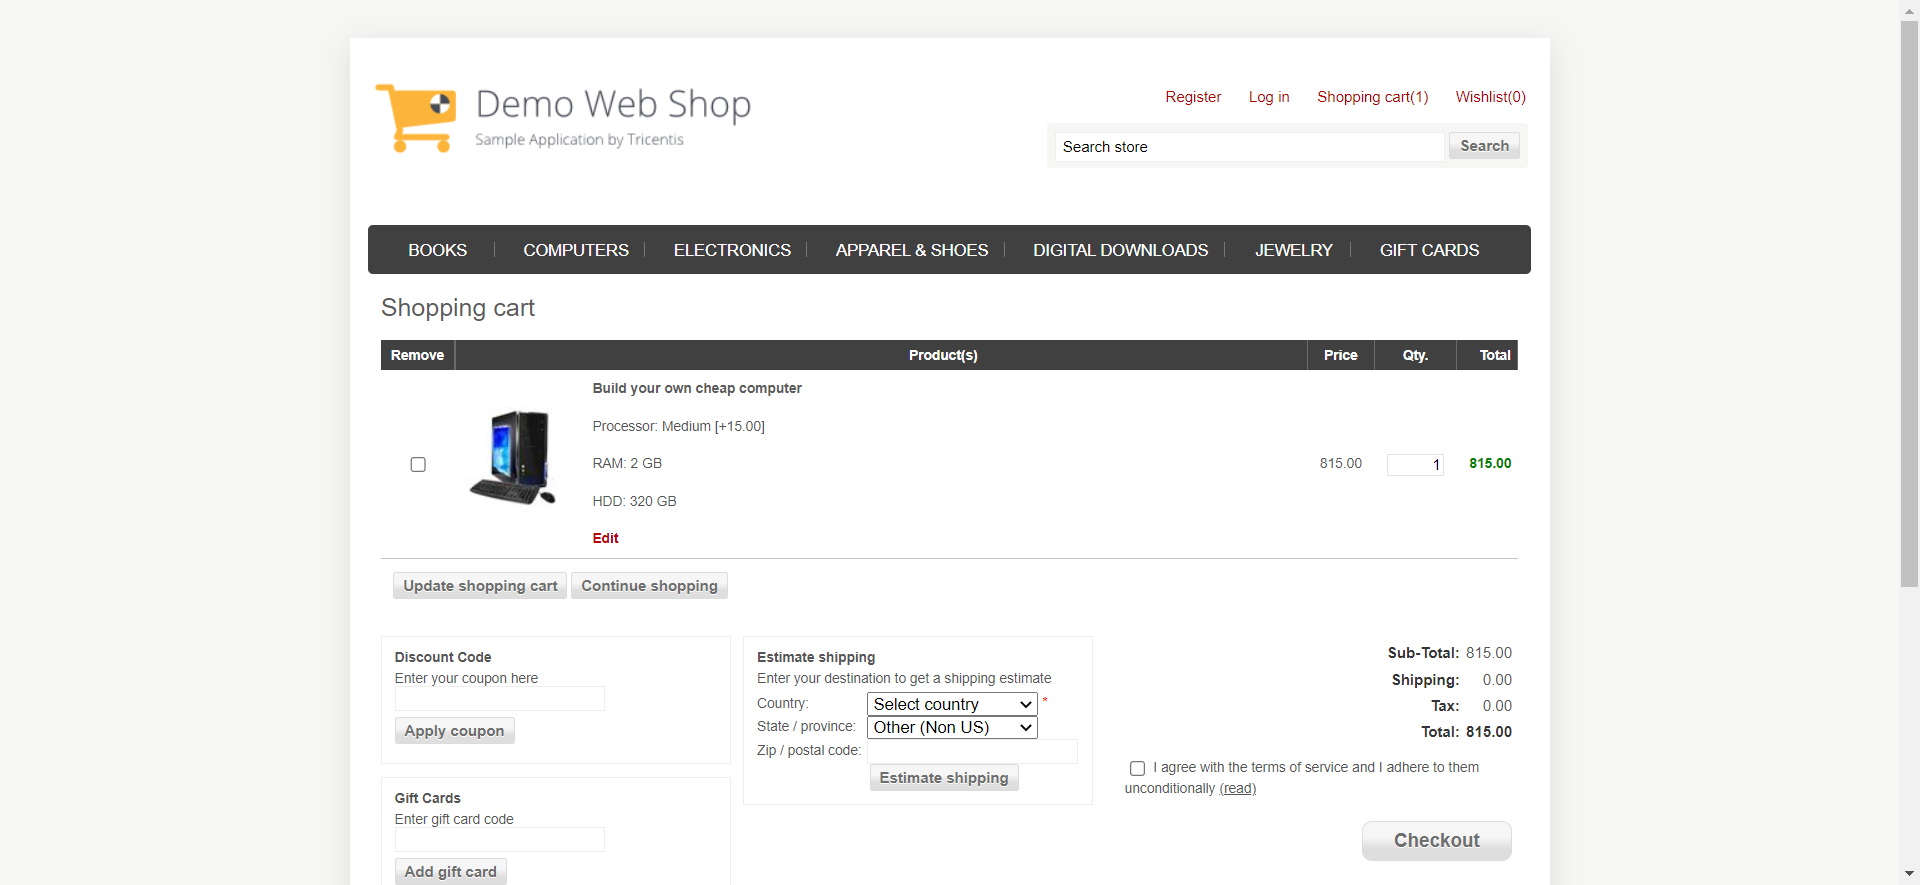 Demo Web Shop
Sample Application by Tricentis
Register Log in Shopping cart(1) Wishlist(0)
Search store Search
BOOKS COMPUTERS ELECTRONICS APPAREL & SHOES DIGITAL DOWNLOADS JEWELRY GIFT CARDS
Shopping cart
Remove Product(s) Price Qty. Total
Build your own cheap computer
Processor: Medium [+15.00]
RAM: 2 GB
HDD: 320 GB
Edit
815.00 1 815.00
Update shopping cart Continue shopping
Discount Code
Enter your coupon here
Apply coupon
Gift Cards
Enter gift card code
Add gift card
Estimate shipping
Enter your destination to get a shipping estimate
Country: Select country *
State / province: Other (Non US)
Zip / postal code:
Estimate shipping
Sub-Total: 815.00
Shipping: 0.00
Tax: 0.00
Total: 815.00
I agree with the terms of service and I adhere to them
unconditionally (read)
Checkout